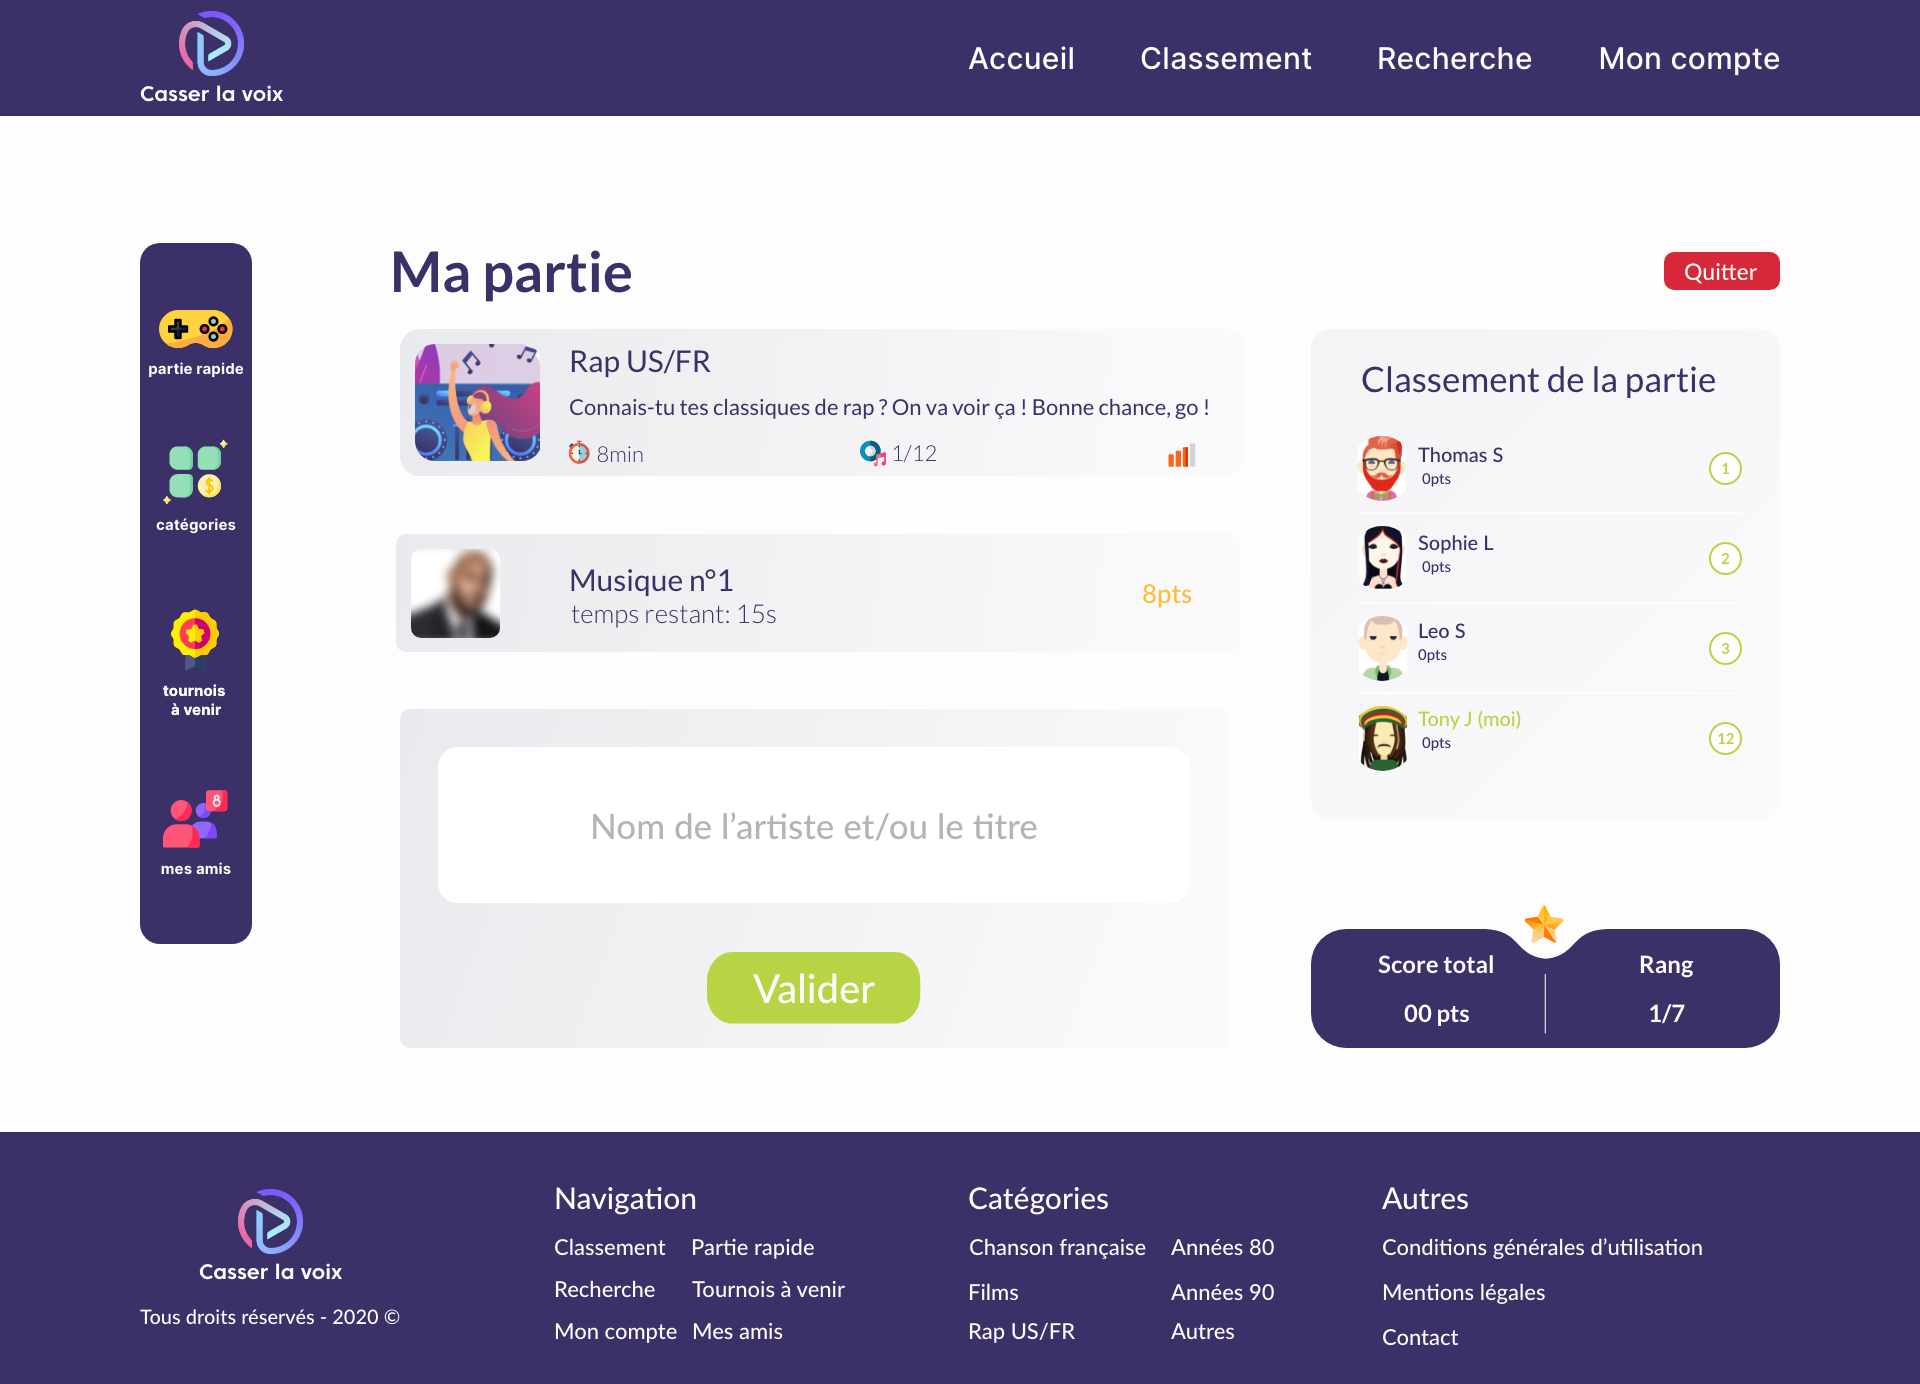 Casser la voix
Accueil
Classement
Recherche
Mon compte
partie rapide
catégories
tournois
à venir
8
mes amis
Ma partie
Quitter
Rap US/FR
Connais-tu tes classiques de rap ? On va voir ça ! Bonne chance, go !
8min
1/12
Musique n°1
temps restant: 15s
8pts
Nom de l’artiste et/ou le titre
Valider
Classement de la partie
Thomas S
0pts
1
Sophie L
0pts
2
Leo S
0pts
3
Tony J (moi)
0pts
12
Score total
00 pts
Rang
1/7
Casser la voix
Tous droits réservés - 2020 ©
Navigation
Classement
Partie rapide
Recherche
Tournois à venir
Mon compte
Mes amis
Catégories
Chanson française
Années 80
Films
Années 90
Rap US/FR
Autres
Autres
Conditions générales d’utilisation
Mentions légales
Contact